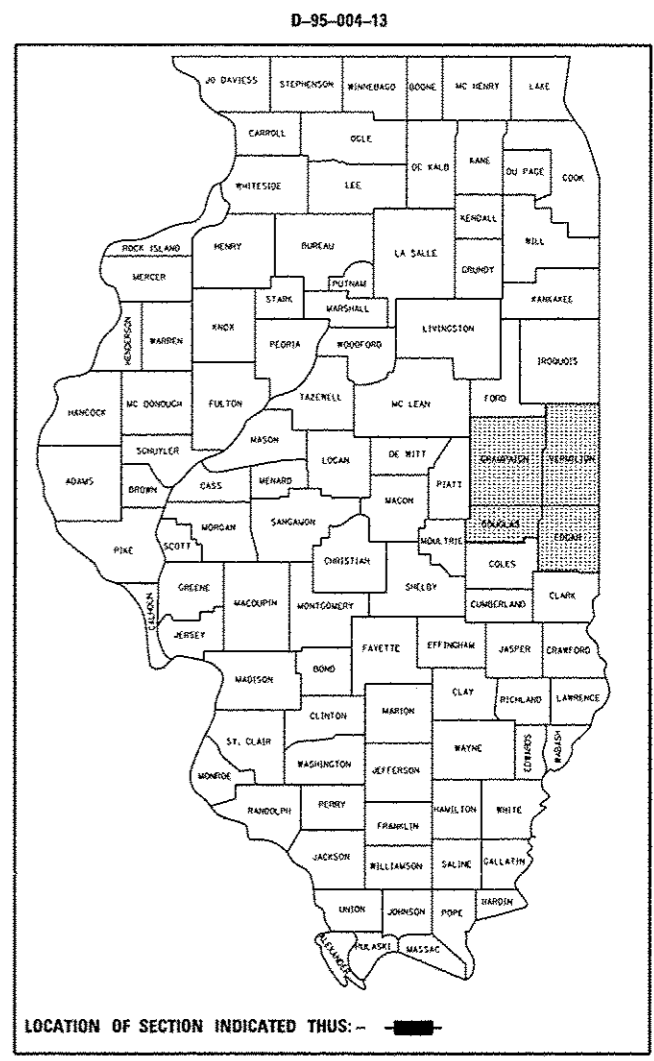 D-95-004-13
JO DAVIESS STEPHENSON WINNEBAGO BOONE MC HENRY LAKE
CARROLL OGLE
DE KALB KANE DU PAGE COOK
WHITESIDE LEE
KENDALL
ROCK ISLAND HENRY BUREAU LA SALLE GRUNDY WILL
MERCER PUTNAM
STARK MARSHALL KANKAKEE
HENDERSON WARREN KNOX PEORIA WOODFORD LIVINGSTON IROQUOIS
HANCOCK MC DONOUGH FULTON TAZEWELL MC LEAN FORD
MASON
SCHUYLER LOGAN DE WITT CHAMPAIGN VERMILION
ADAMS BROWN CASS MENARD PIATT
MACON
MORGAN SANGAMON DOUGLAS
PIKE SCOTT CHRISTIAN MOULTRIE EDGAR
COLES
GREENE SHELBY
CALHOUN MACOUPIN MONTGOMERY CUMBERLAND CLARK
JERSEY
FAYETTE EFFINGHAM JASPER CRAWFORD
MADISON BOND
CLAY RICHLAND LAWRENCE
CLINTON MARION
ST. CLAIR WAYNE EDWARDS WABASH
WASHINGTON JEFFERSON
MONROE
RANDOLPH PERRY HAMILTON WHITE
FRANKLIN
JACKSON WILLIAMSON SALINE GALLATIN
UNION JOHNSON POPE HARDIN
ALEXANDER PULASKI MASSAC
LOCATION OF SECTION INDICATED THUS: -